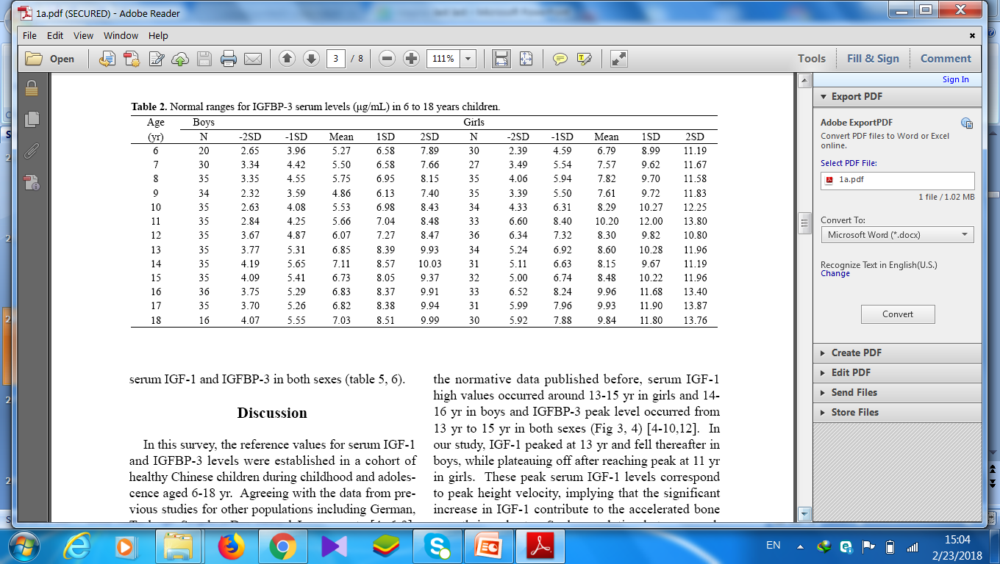 1a.pdf (SECURED) - Adobe Reader
File Edit View Window Help
Open 3 / 8 111% Tools Fill & Sign Comment
Sign In
Export PDF
Adobe ExportPDF
Convert PDF files to Word or Excel
online.
Select PDF File:
1a.pdf
1 file / 1.02 MB
Convert To:
Microsoft Word (*.docx)
Recognize Text in English(U.S.)
Change
Convert
Create PDF
Edit PDF
Send Files
Store Files
Table 2. Normal ranges for IGFBP-3 serum levels (μg/mL) in 6 to 18 years children.
Age Boys Girls
(yr) N -2SD -1SD Mean 1SD 2SD N -2SD -1SD Mean 1SD 2SD
6 20 2.65 3.96 5.27 6.58 7.89 30 2.39 4.59 6.79 8.99 11.19
7 30 3.34 4.42 5.50 6.58 7.66 27 3.49 5.54 7.57 9.62 11.67
8 35 3.35 4.55 5.75 6.95 8.15 35 4.06 5.94 7.82 9.70 11.58
9 34 2.32 3.59 4.86 6.13 7.40 35 3.39 5.50 7.61 9.72 11.83
10 35 2.63 4.08 5.53 6.98 8.43 34 4.33 6.31 8.29 10.27 12.25
11 35 2.84 4.25 5.66 7.04 8.48 33 6.60 8.40 10.20 12.00 13.80
12 35 3.67 4.87 6.07 7.27 8.47 36 6.34 7.32 8.30 9.82 10.80
13 35 3.77 5.31 6.85 8.39 9.93 34 5.24 6.92 8.60 10.28 11.96
14 35 4.19 5.65 7.11 8.57 10.03 31 5.11 6.63 8.15 9.67 11.19
15 35 4.09 5.41 6.73 8.05 9.37 32 5.00 6.74 8.48 10.22 11.96
16 36 3.75 5.29 6.83 8.37 9.91 33 6.52 8.24 9.96 11.68 13.40
17 35 3.70 5.26 6.82 8.38 9.94 31 5.99 7.96 9.93 11.90 13.87
18 16 4.07 5.55 7.03 8.51 9.99 30 5.92 7.88 9.84 11.80 13.76
serum IGF-1 and IGFBP-3 in both sexes (table 5, 6).
Discussion
In this survey, the reference values for serum IGF-1
and IGFBP-3 levels were established in a cohort of
healthy Chinese children during childhood and adoles-
cence aged 6-18 yr. Agreeing with the data from pre-
vious studies for other populations including German,
the normative data published before, serum IGF-1
high values occurred around 13-15 yr in girls and 14-
16 yr in boys and IGFBP-3 peak level occurred from
13 yr to 15 yr in both sexes (Fig 3, 4) [4-10,12]. In
our study, IGF-1 peaked at 13 yr and fell thereafter in
boys, while plateauing off after reaching peak at 11 yr
in girls. These peak serum IGF-1 levels correspond
to peak height velocity, implying that the significant
increase in IGF-1 contribute to the accelerated bone
EN
15:04
2/23/2018